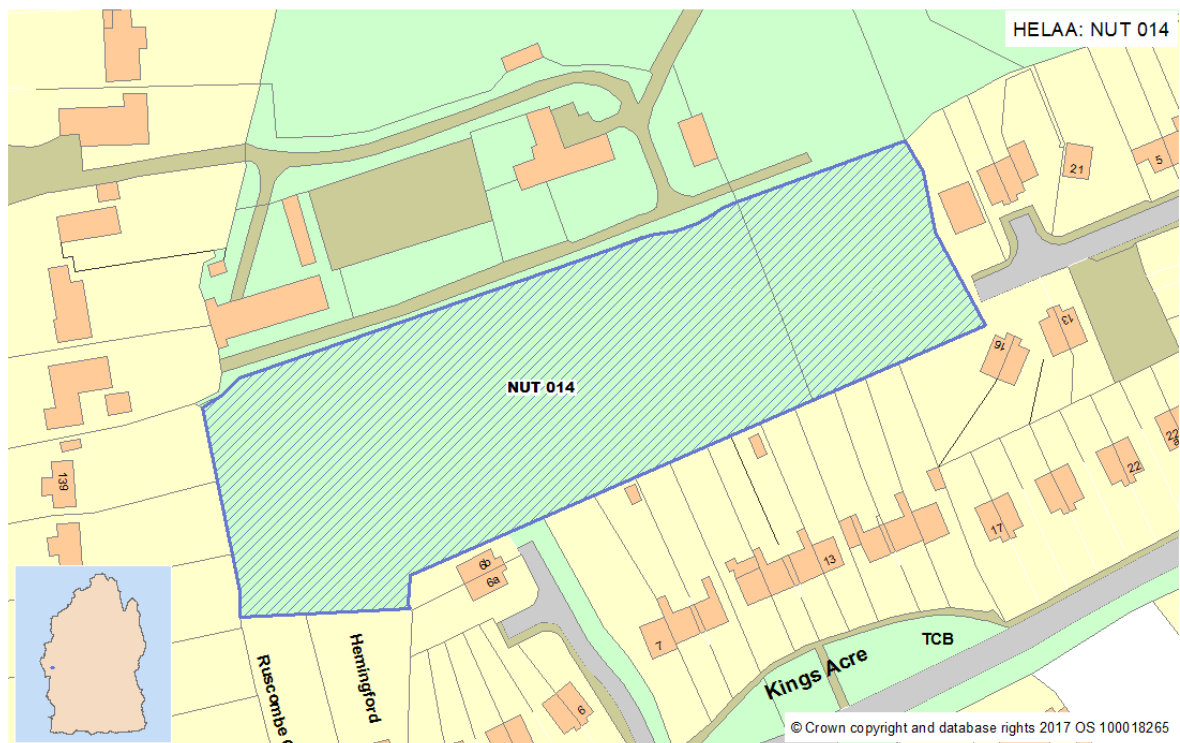 HELAA: NUT 014
21
5
NUT 014
16
13
139
22
22
a
6b
6a
17
13
7
TCB
Kings Acre
Hemingford
Ruscombe
6
© Crown copyright and database rights 2017 OS 100018265